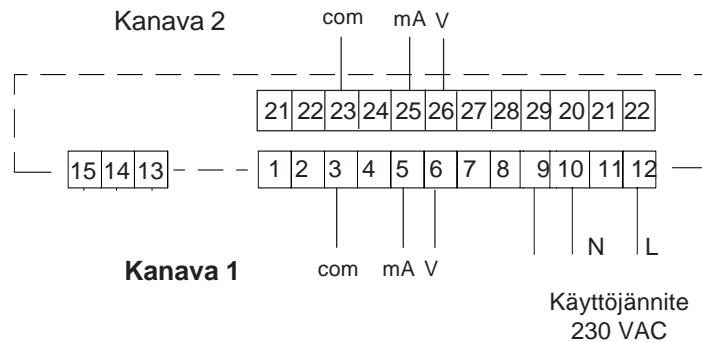 Kanava 2 com mA V
21 22 23 24 25 26 27 28 29 20 21 22
15 14 13 1 2 3 4 5 6 7 8 9 10 11 12
Kanava 1 com mA V N L
Käyttöjännite
230 VAC